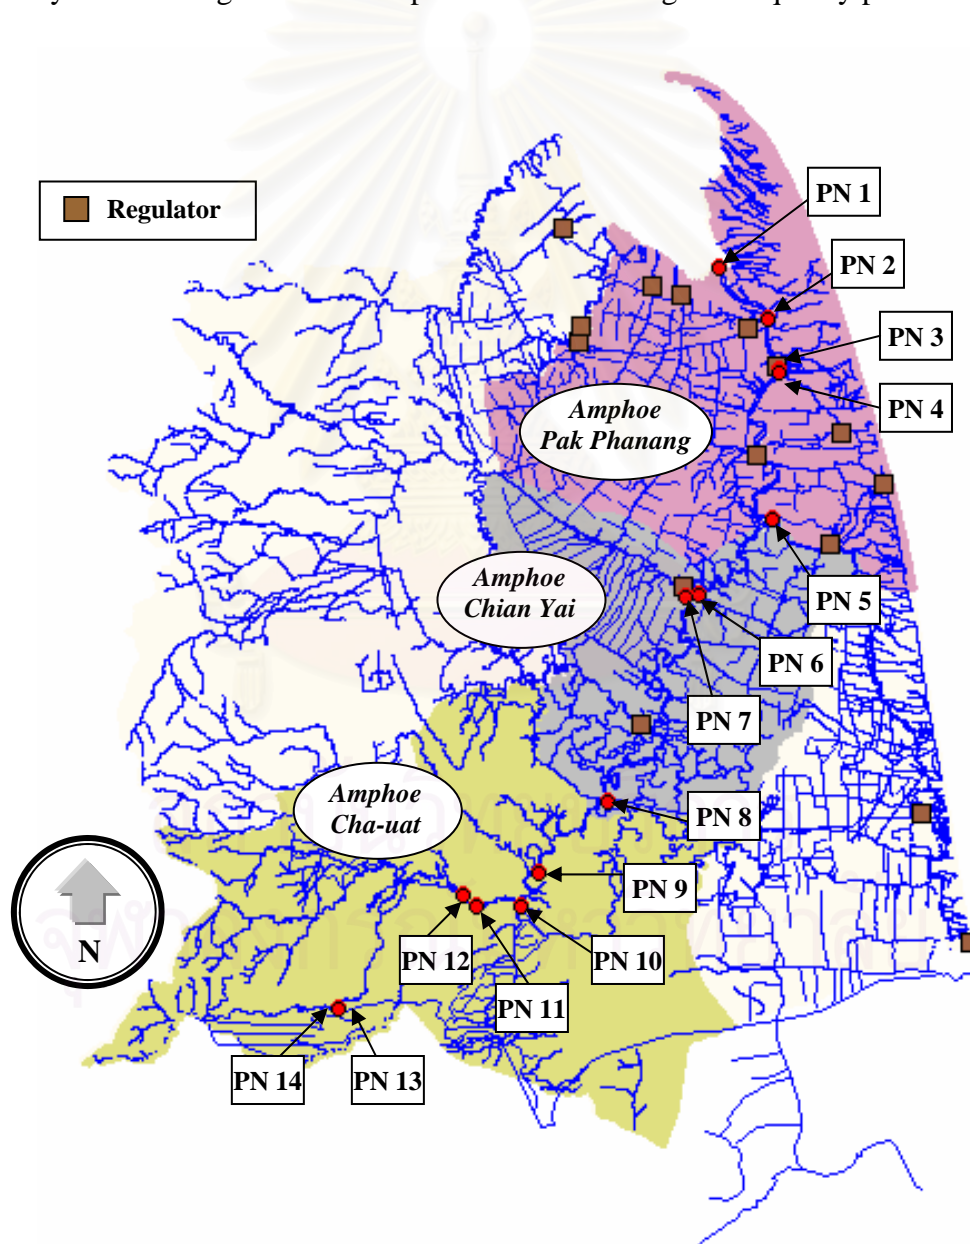 Regulator
PN 1
PN 2
PN 3
PN 4
Amphoe
Pak Phanang
Amphoe
Chian Yai
PN 5
PN 6
PN 7
Amphoe
Cha-uat
PN 8
PN 9
N
PN 12
PN 10
PN 11
PN 14
PN 13